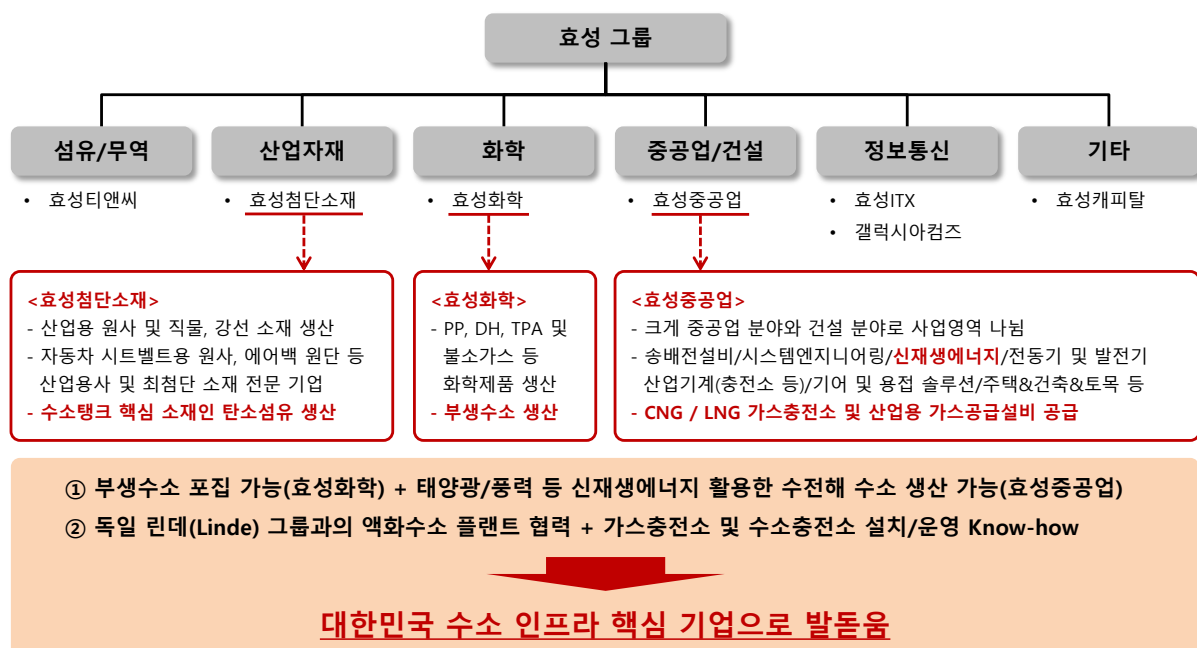 효성 그룹
섬유/무역
산업자재
화학
중공업/건설
정보통신
기타
• 효성티앤씨
• 효성첨단소재
• 효성화학
• 효성중공업
• 효성ITX
• 갤럭시아컴즈
• 효성캐피탈
<효성첨단소재>
- 산업용 원사 및 직물, 강선 소재 생산
- 자동차 시트벨트용 원사, 에어백 원단 등
산업용사 및 최첨단 소재 전문 기업
- 수소탱크 핵심 소재인 탄소섬유 생산
<효성화학>
- PP, DH, TPA 및
불소가스 등
화학제품 생산
- 부생수소 생산
<효성중공업>
- 크게 중공업 분야와 건설 분야로 사업영역 나뉨
- 송배전설비/시스템엔지니어링/신재생에너지/전동기 및 발전기
산업기계(충전소 등)/기어 및 용접 솔루션/주택&건축&토목 등
- CNG / LNG 가스충전소 및 산업용 가스공급설비 공급
① 부생수소 포집 가능(효성화학) + 태양광/풍력 등 신재생에너지 활용한 수전해 수소 생산 가능(효성중공업)
② 독일 린데(Linde) 그룹과의 액화수소 플랜트 협력 + 가스충전소 및 수소충전소 설치/운영 Know-how
대한민국 수소 인프라 핵심 기업으로 발돋움